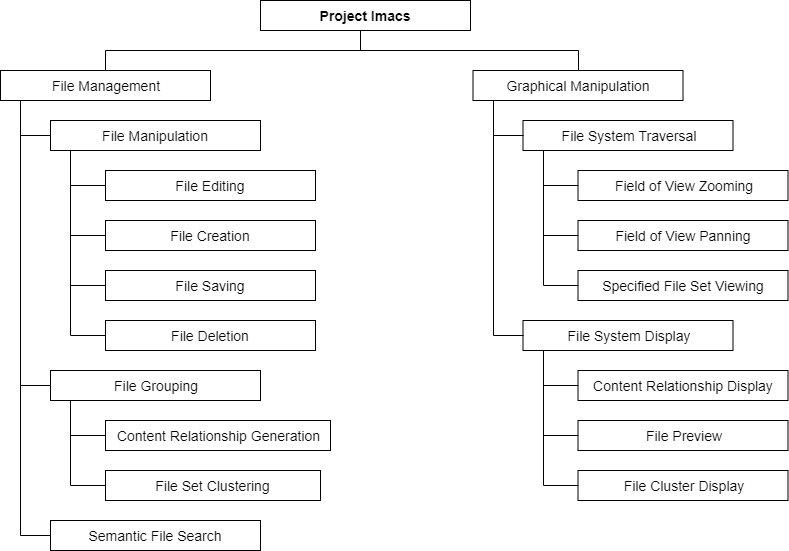 Project Imacs
File Management
File Manipulation
File Editing
File Creation
File Saving
File Deletion
File Grouping
Content Relationship Generation
File Set Clustering
Semantic File Search
Graphical Manipulation
File System Traversal
Field of View Zooming
Field of View Panning
Specified File Set Viewing
File System Display
Content Relationship Display
File Preview
File Cluster Display